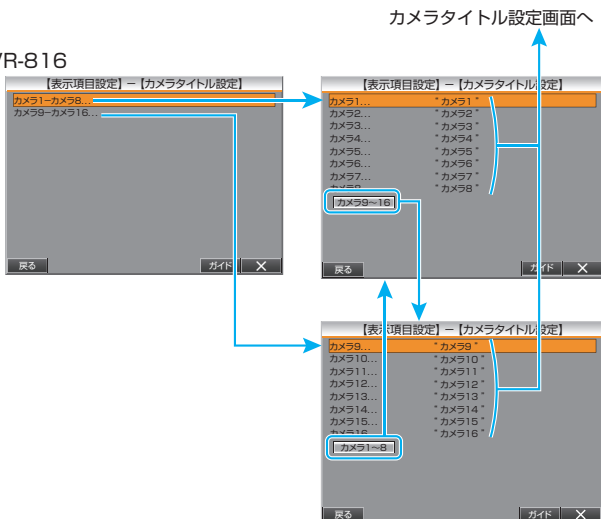 カメラタイトル設定画面へ
VR-816
【表示項目設定】－【カメラタイトル設定】
カメラ1−カメラ8...
カメラ9−カメラ16...
戻る ガイド ×
【表示項目設定】－【カメラタイトル設定】
カメラ1... "カメラ1"
カメラ2... "カメラ2"
カメラ3... "カメラ3"
カメラ4... "カメラ4"
カメラ5... "カメラ5"
カメラ6... "カメラ6"
カメラ7... "カメラ7"
カメラ8... "カメラ8"
カメラ9〜16
戻る ガイド ×
【表示項目設定】－【カメラタイトル設定】
カメラ9... "カメラ9"
カメラ10... "カメラ10"
カメラ11... "カメラ11"
カメラ12... "カメラ12"
カメラ13... "カメラ13"
カメラ14... "カメラ14"
カメラ15... "カメラ15"
カメラ16... "カメラ16"
カメラ1〜8
戻る ガイド ×